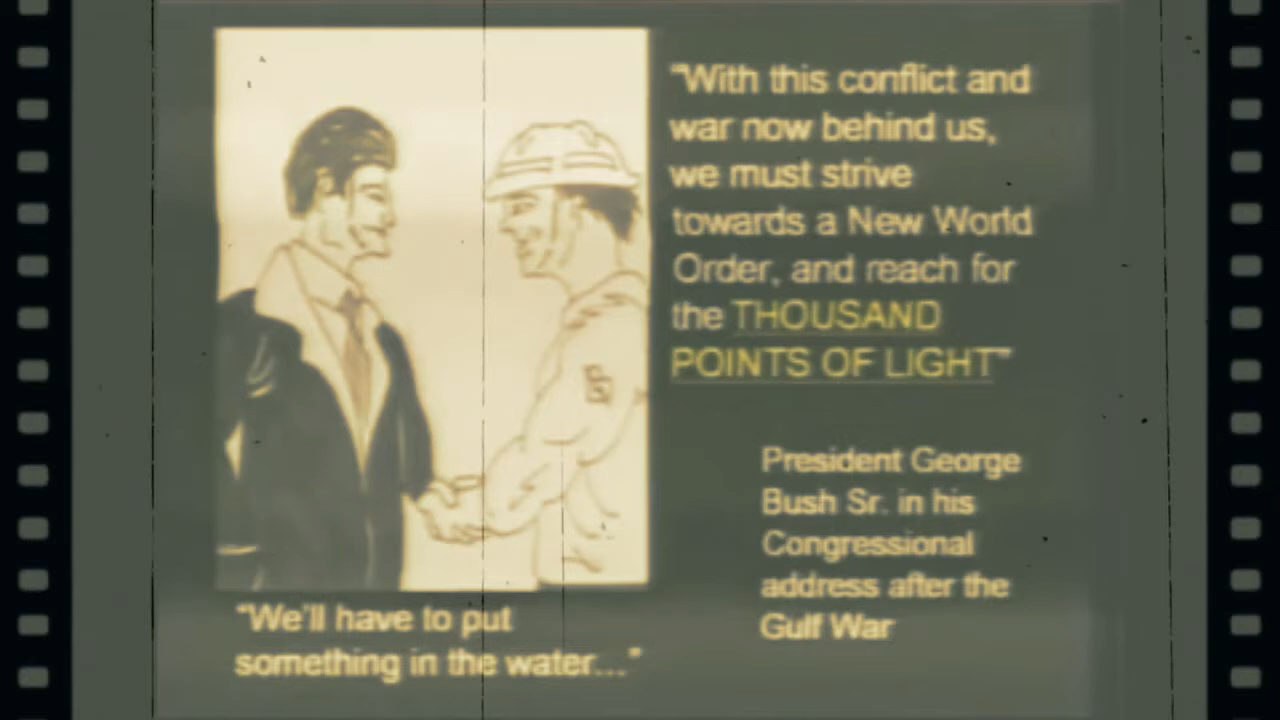 "With this conflict and
war now behind us,
we must strive
towards a New World
Order, and reach for
the THOUSAND
POINTS OF LIGHT"
President George
Bush Sr. in his
Congressional
address after the
Gulf War
"We'll have to put
something in the water..."